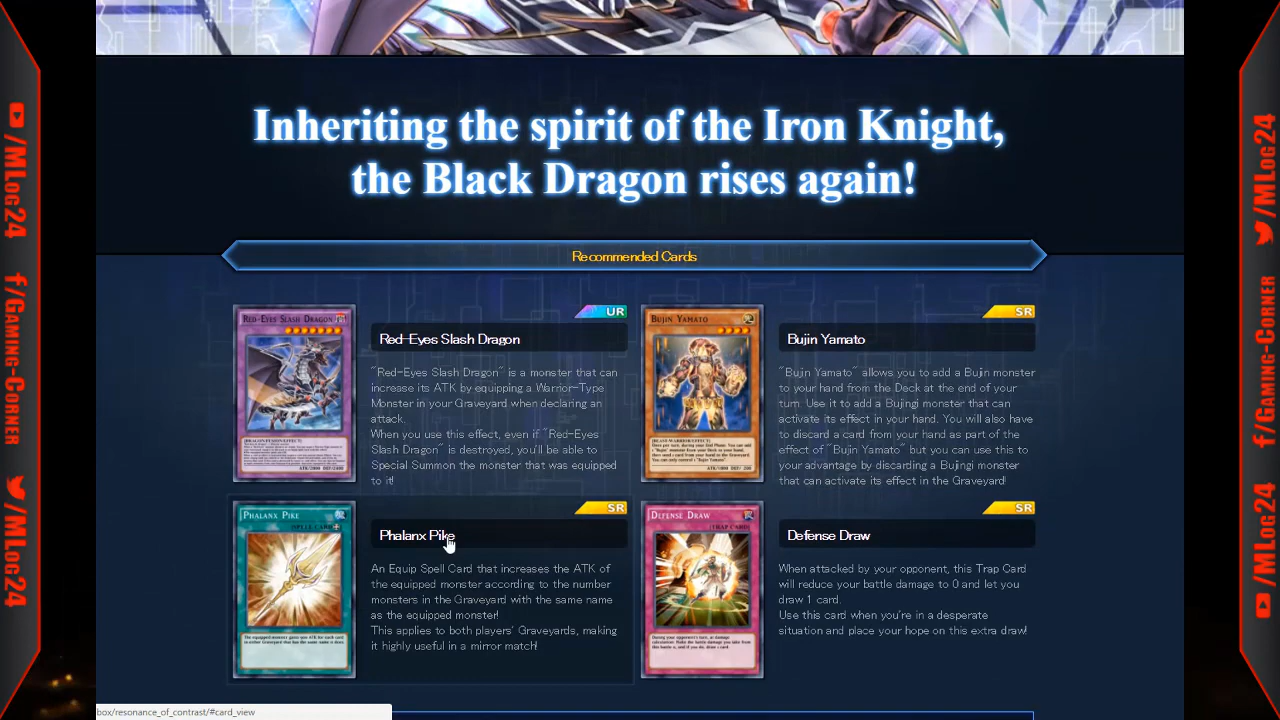 Inheriting the spirit of the Iron Knight,
the Black Dragon rises again!
Recommended Cards
RED-EYES SLASH DRAGON
UR
Red-Eyes Slash Dragon
"Red-Eyes Slash Dragon" is a monster that can
increase its ATK by equipping a Warrior-Type
Monster in your Graveyard when declaring an
attack.
When you use this effect, even if "Red-Eyes
Slash Dragon" is destroyed, you'll be able to
Special Summon the monster that was equipped
to it!
BUJIN YAMATO
SR
Bujin Yamato
"Bujin Yamato" allows you to add a Bujin monster
to your hand from the Deck at the end of your
turn. Use it to add a Bujingi monster that can
activate its effect in your hand. You will also have
to discard a card from your hand as part of the
effect of "Bujin Yamato" but you can use this to
your advantage by discarding a Bujingi monster
that can activate its effect in the Graveyard!
PHALANX PIKE
SR
Phalanx Pike
An Equip Spell Card that increases the ATK of
the equipped monster according to the number
monsters in the Graveyard with the same name
as the equipped monster!
This applies to both players' Graveyards, making
it highly useful in a mirror match!
DEFENSE DRAW
[TRAP CARD]
SR
Defense Draw
When attacked by your opponent, this Trap Card
will reduce your battle damage to 0 and let you
draw 1 card.
Use this card when you're in a desperate
situation and place your hope on this extra draw!
box/resonance_of_contrast/#card_view
/MLog24
f/Gaming-Corner
/MLog24
/MLog24
f/Gaming-Corner
/MLog24